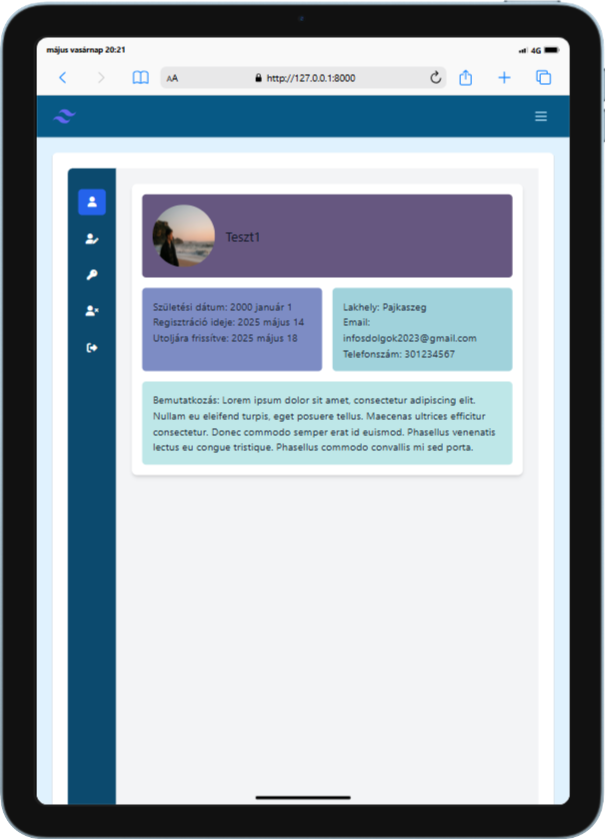 május vasárnap 20:21
4G
AA
http://127.0.0.1:8000
Teszt1
Születési dátum: 2000 január 1
Regisztráció ideje: 2025 május 14
Utoljára frissítve: 2025 május 18
Lakhely: Pajkaszeg
Email:
infosdolgok2023@gmail.com
Telefonszám: 301234567
Bemutatkozás: Lorem ipsum dolor sit amet, consectetur adipiscing elit.
Nullam eu eleifend turpis, eget posuere tellus. Maecenas ultrices efficitur
consectetur. Donec commodo semper erat id euismod. Phasellus venenatis
lectus eu congue tristique. Phasellus commodo convallis mi sed porta.